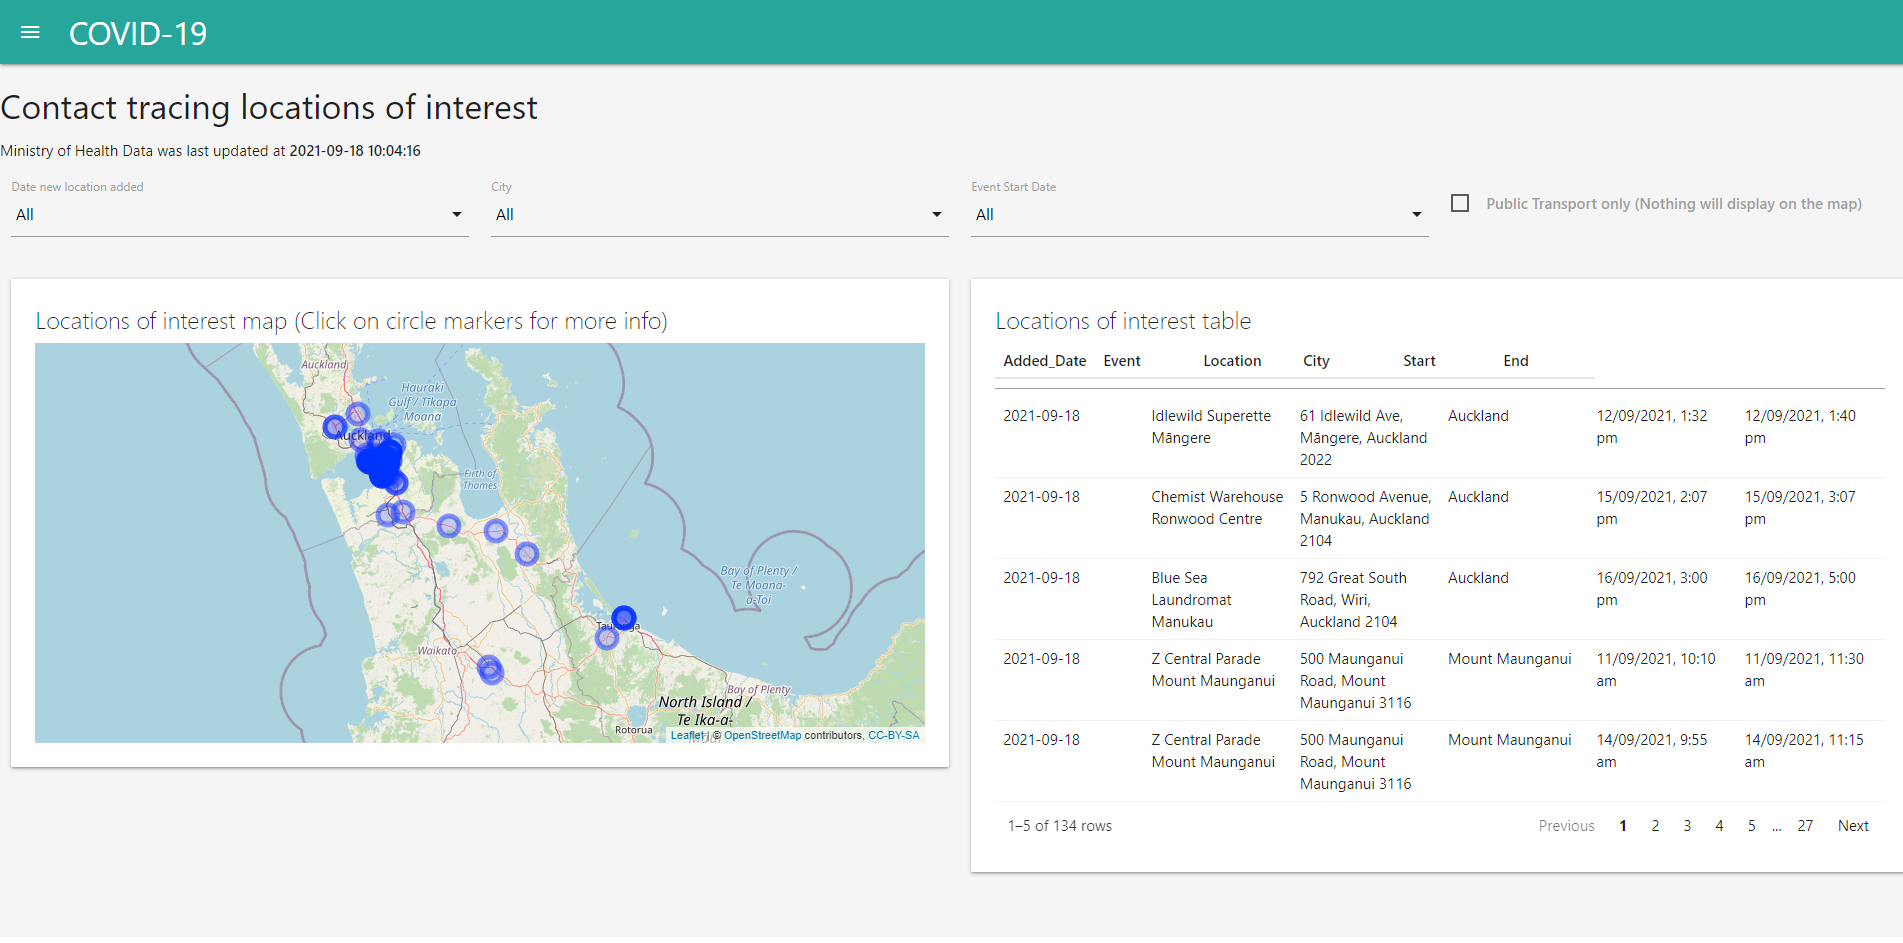 COVID-19
Contact tracing locations of interest
Ministry of Health Data was last updated at 2021-09-18 10:04:16
Date new location added
All
City
All
Event Start Date
All
Public Transport only (Nothing will display on the map)
Locations of interest map (Click on circle markers for more info)
Auckland
Hauraki
Gulf / Tīkapa
Moana
Auckland
Firth of
Thames
Bay of Plenty /
Te Moana-
a-Toi
Waikato
Bay of Plenty
North Island /
Te Ika-a-
Rotorua
Leaflet | © OpenStreetMap contributors, CC-BY-SA
Locations of interest table
Added_Date Event Location City Start End
2021-09-18 Idlewild Superette 61 Idlewild Ave, Auckland 12/09/2021, 1:32 12/09/2021, 1:40
Māngere Māngere, Auckland pm pm
2022
2021-09-18 Chemist Warehouse 5 Ronwood Avenue, Auckland 15/09/2021, 2:07 15/09/2021, 3:07
Ronwood Centre Manukau, Auckland pm pm
2104
2021-09-18 Blue Sea 792 Great South Auckland 16/09/2021, 3:00 16/09/2021, 5:00
Laundromat Road, Wiri, pm pm
Manukau Auckland 2104
2021-09-18 Z Central Parade 500 Maunganui Mount Maunganui 11/09/2021, 10:10 11/09/2021, 11:30
Mount Maunganui Road, Mount am am
Maunganui 3116
2021-09-18 Z Central Parade 500 Maunganui Mount Maunganui 14/09/2021, 9:55 14/09/2021, 11:15
Mount Maunganui Road, Mount am am
Maunganui 3116
1–5 of 134 rows
Previous 1 2 3 4 5 ... 27 Next